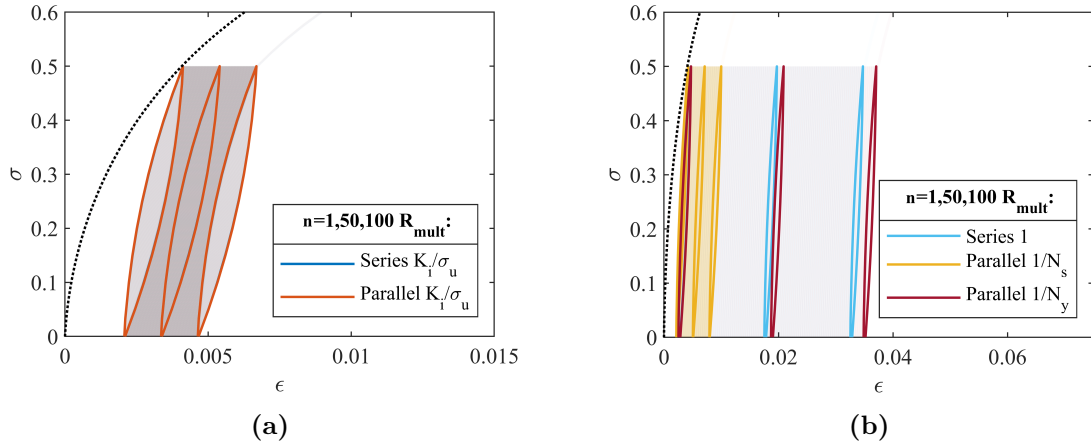 0.6
0.5
0.4
0.3
0.2
0.1
0
σ
0
0.005
0.01
0.015
ϵ
n=1,50,100 R_mult:
Series K_i/σ_u
Parallel K_i/σ_u
(a)
0.6
0.5
0.4
0.3
0.2
0.1
0
σ
0
0.02
0.04
0.06
ϵ
n=1,50,100 R_mult:
Series 1
Parallel 1/N_s
Parallel 1/N_y
(b)